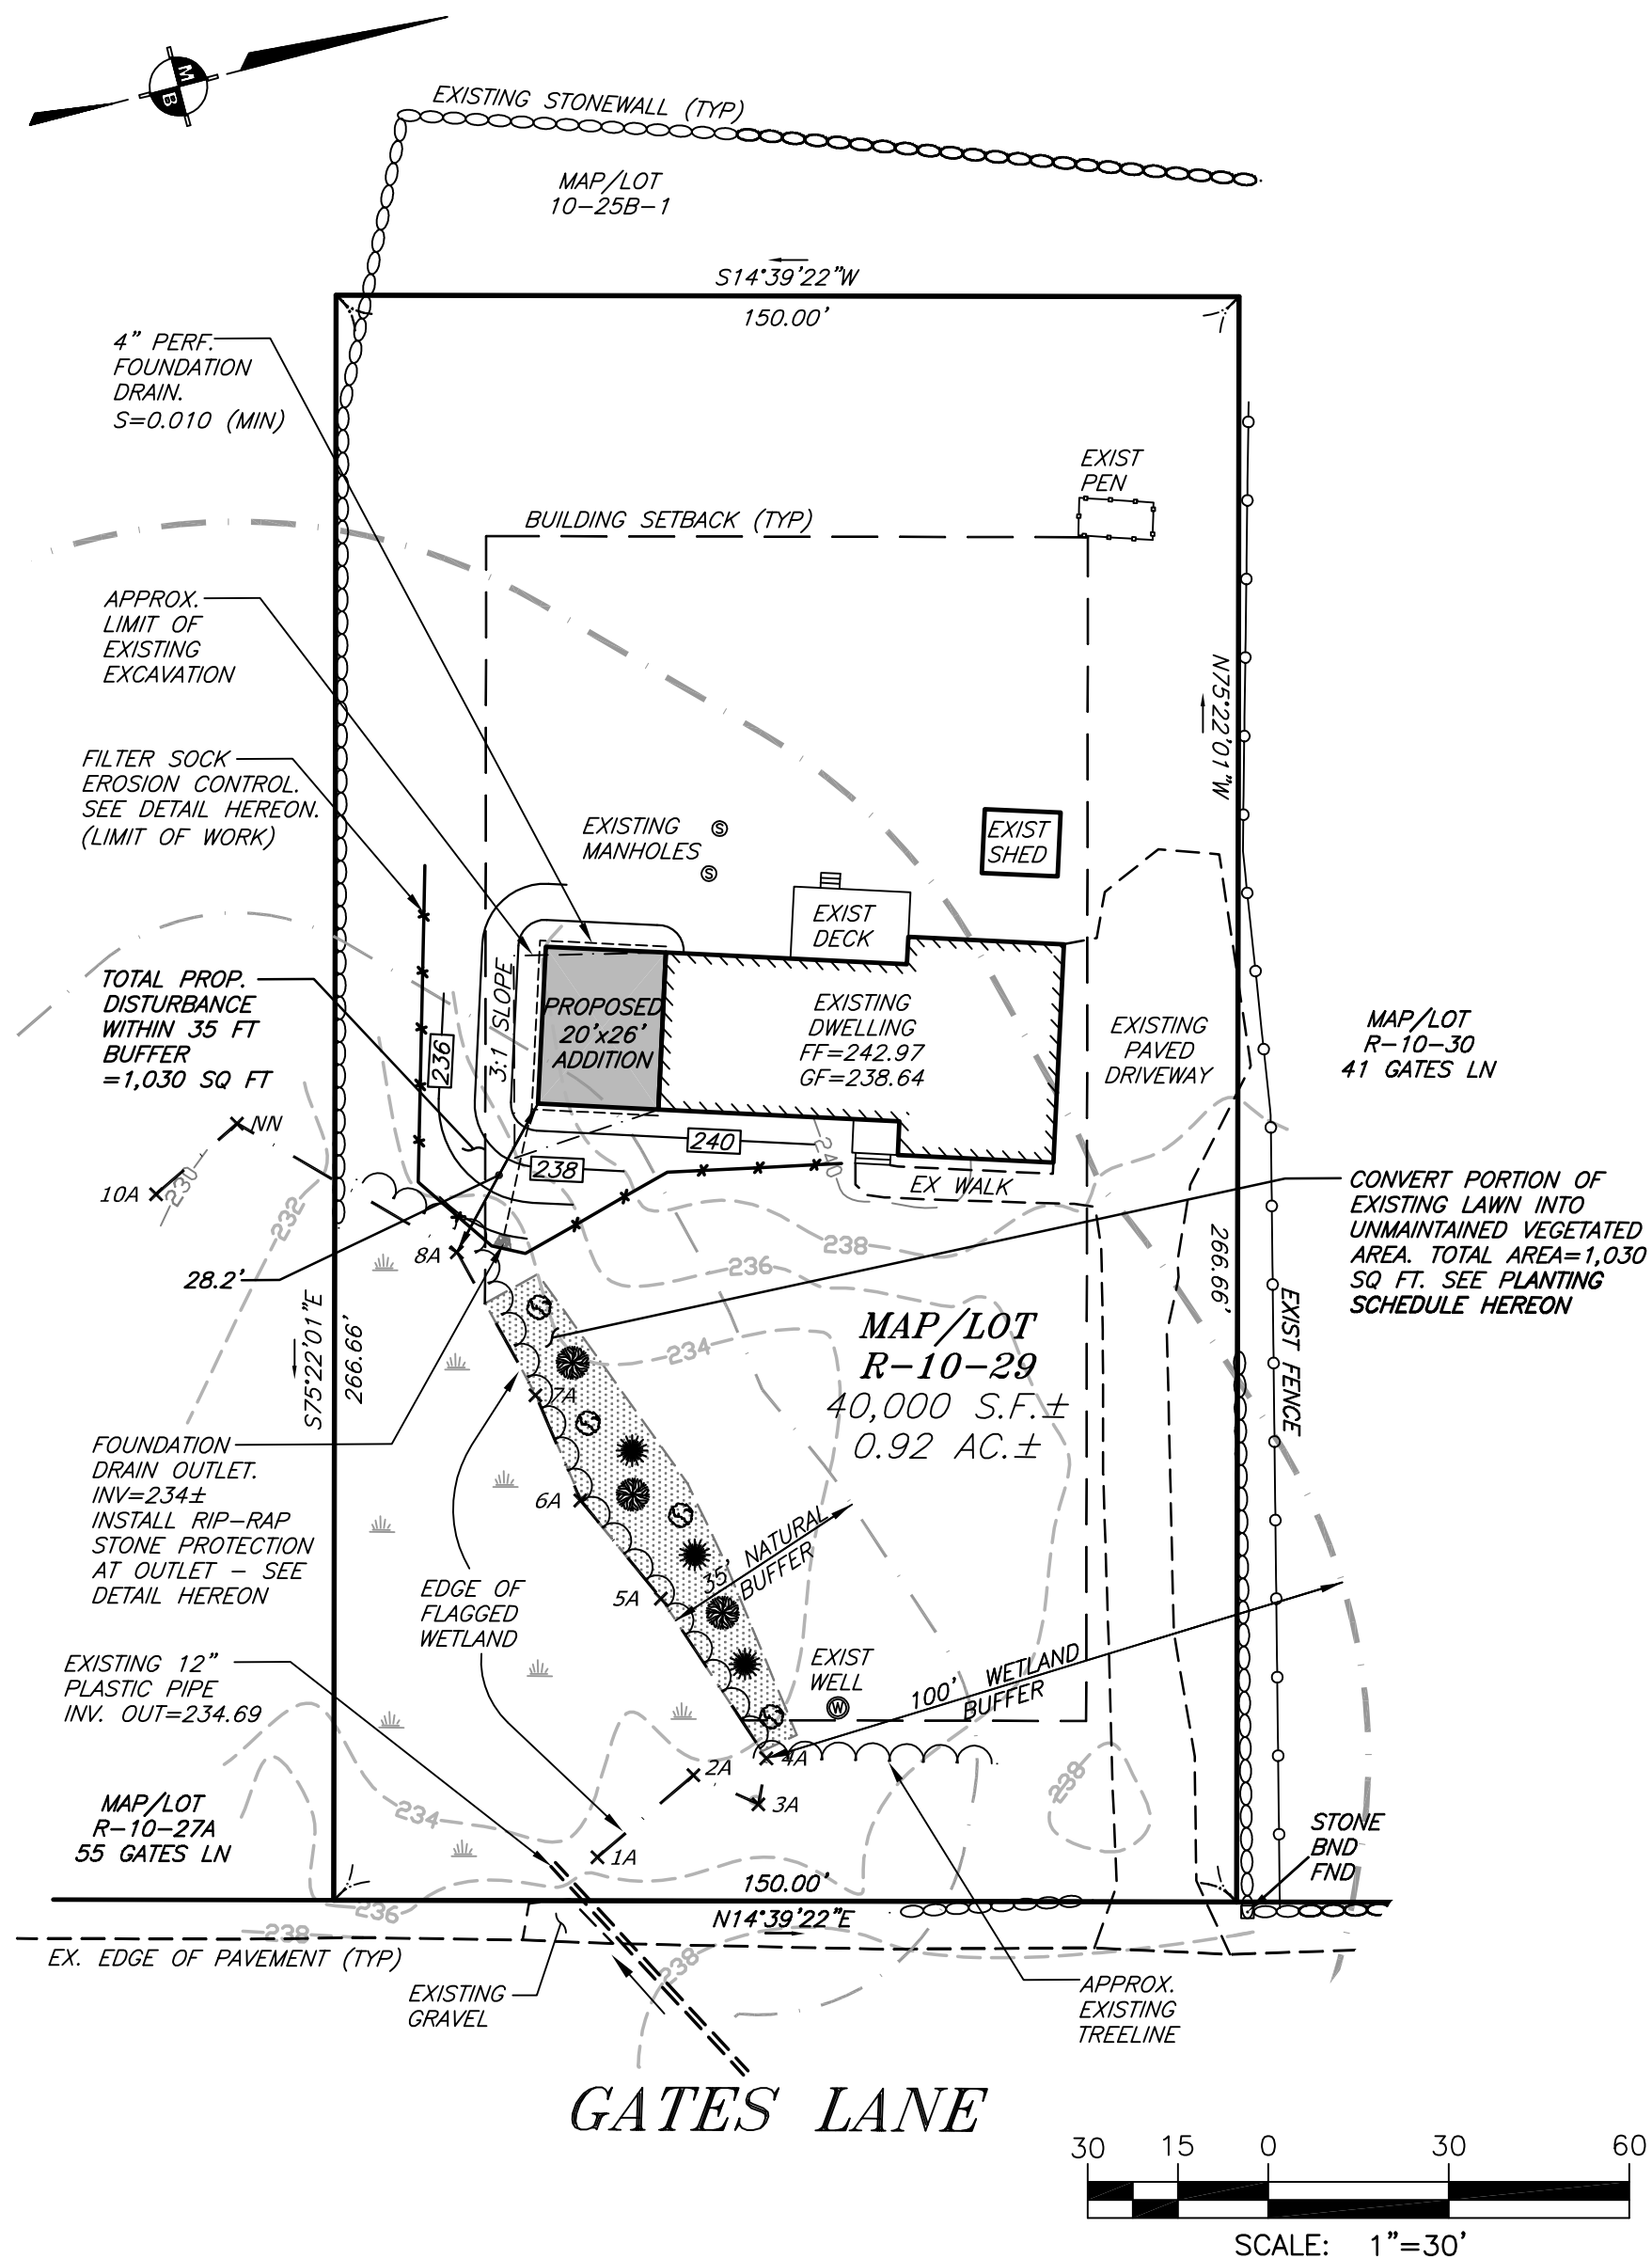 M
B
EXISTING STONEWALL (TYP)
MAP/LOT
10-25B-1
S14°39'22"W
150.00'
4" PERF.
FOUNDATION
DRAIN.
S=0.010 (MIN)
EXIST
PEN
BUILDING SETBACK (TYP)
APPROX.
LIMIT OF
EXISTING
EXCAVATION
N75°22'01"W
FILTER SOCK
EROSION CONTROL.
SEE DETAIL HEREON.
(LIMIT OF WORK)
EXISTING
MANHOLES
S
S
EXIST
SHED
EXIST
DECK
TOTAL PROP.
DISTURBANCE
WITHIN 35 FT
BUFFER
=1,030 SQ FT
236
3:1 SLOPE
PROPOSED
20'x26'
ADDITION
EXISTING
DWELLING
FF=242.97
GF=238.64
EXISTING
PAVED
DRIVEWAY
MAP/LOT
R-10-30
41 GATES LN
NN
10A
230
232
240
240
238
EX WALK
CONVERT PORTION OF
EXISTING LAWN INTO
UNMAINTAINED VEGETATED
AREA. TOTAL AREA=1,030
SQ FT. SEE PLANTING
SCHEDULE HEREON
8A
28.2'
238
236
234
266.66'
EXIST FENCE
S75°22'01"E
266.66'
MAP/LOT
R-10-29
40,000 S.F.±
0.92 AC.±
7A
6A
5A
FOUNDATION
DRAIN OUTLET.
INV=234±
INSTALL RIP-RAP
STONE PROTECTION
AT OUTLET - SEE
DETAIL HEREON
35' NATURAL
BUFFER
EDGE OF
FLAGGED
WETLAND
EXISTING 12"
PLASTIC PIPE
INV. OUT=234.69
EXIST
WELL
W
100' WETLAND
BUFFER
4A
2A
3A
1A
234
238
MAP/LOT
R-10-27A
55 GATES LN
STONE
BND
FND
150.00'
N14°39'22"E
236
238
238
EX. EDGE OF PAVEMENT (TYP)
EXISTING
GRAVEL
APPROX.
EXISTING
TREELINE
GATES LANE
30 15 0 30 60
SCALE: 1"=30'